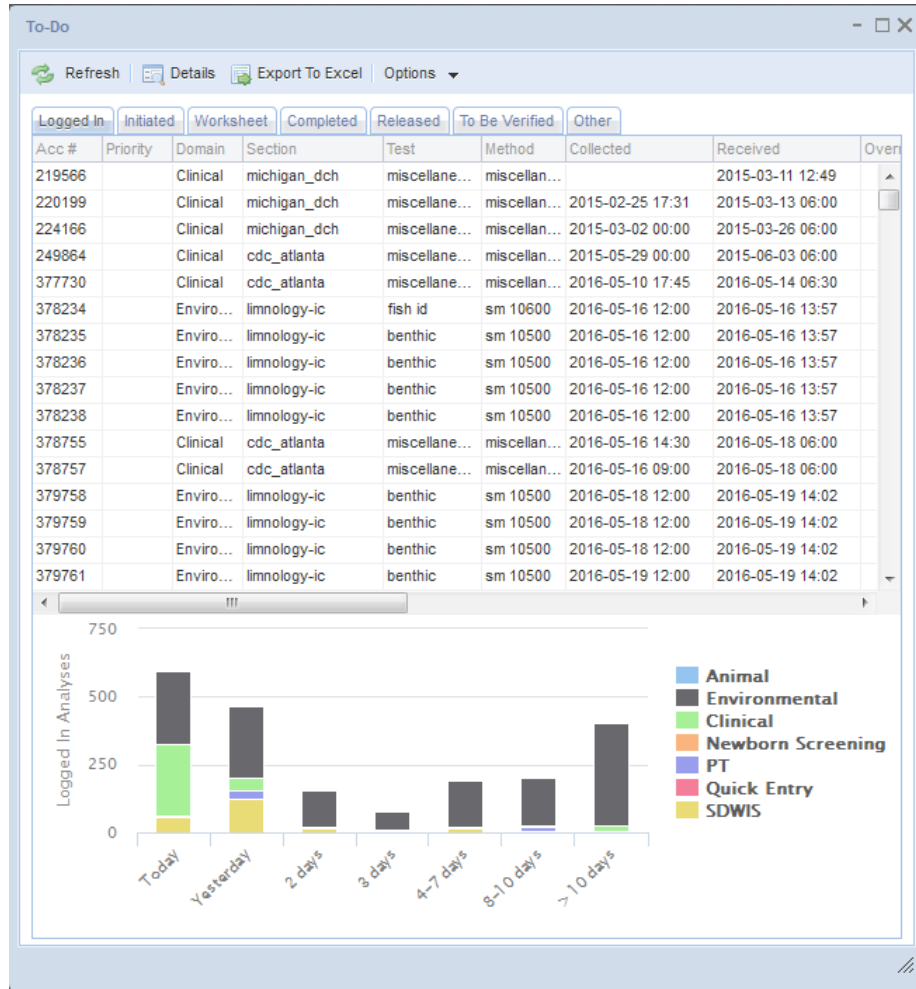 To-Do
Refresh Details Export To Excel Options
Logged In Initiated Worksheet Completed Released To Be Verified Other
Acc # Priority Domain Section Test Method Collected Received Overr
219566 Clinical michigan_dch miscellane... miscellan... 2015-03-11 12:49
220199 Clinical michigan_dch miscellane... miscellan... 2015-02-25 17:31 2015-03-13 06:00
224166 Clinical michigan_dch miscellane... miscellan... 2015-03-02 00:00 2015-03-26 06:00
249864 Clinical cdc_atlanta miscellane... miscellan... 2015-05-29 00:00 2015-06-03 06:00
377730 Clinical cdc_atlanta miscellane... miscellan... 2016-05-10 17:45 2016-05-14 06:30
378234 Enviro... limnology-ic fish id sm 10600 2016-05-16 12:00 2016-05-16 13:57
378235 Enviro... limnology-ic benthic sm 10500 2016-05-16 12:00 2016-05-16 13:57
378236 Enviro... limnology-ic benthic sm 10500 2016-05-16 12:00 2016-05-16 13:57
378237 Enviro... limnology-ic benthic sm 10500 2016-05-16 12:00 2016-05-16 13:57
378238 Enviro... limnology-ic benthic sm 10500 2016-05-16 12:00 2016-05-16 13:57
378755 Clinical cdc_atlanta miscellane... miscellan... 2016-05-16 14:30 2016-05-18 06:00
378757 Clinical cdc_atlanta miscellane... miscellan... 2016-05-16 09:00 2016-05-18 06:00
379758 Enviro... limnology-ic benthic sm 10500 2016-05-18 12:00 2016-05-19 14:02
379759 Enviro... limnology-ic benthic sm 10500 2016-05-18 12:00 2016-05-19 14:02
379760 Enviro... limnology-ic benthic sm 10500 2016-05-18 12:00 2016-05-19 14:02
379761 Enviro... limnology-ic benthic sm 10500 2016-05-19 12:00 2016-05-19 14:02
Logged In Analyses
750
500
250
0
Today
Yesterday
2 days
3 days
4-7 days
8-10 days
> 10 days
Animal
Environmental
Clinical
Newborn Screening
PT
Quick Entry
SDWIS